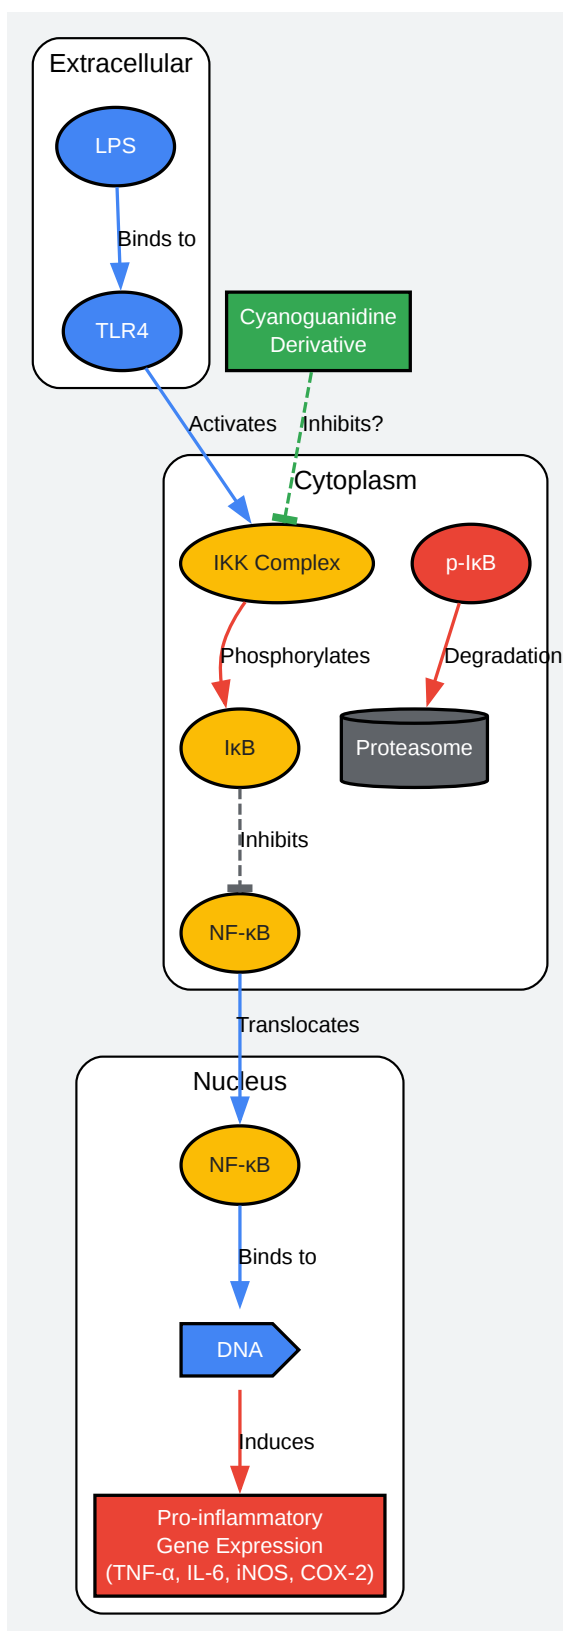 Extracellular
LPS
Binds to
TLR4
Cyanoguanidine
Derivative
Activates
Inhibits?
Cytoplasm
IKK Complex
p-IκB
Phosphorylates
Degradation
IκB
Proteasome
Inhibits
NF-κB
Translocates
Nucleus
NF-κB
Binds to
DNA
Induces
Pro-inflammatory
Gene Expression
(TNF-α, IL-6, iNOS, COX-2)